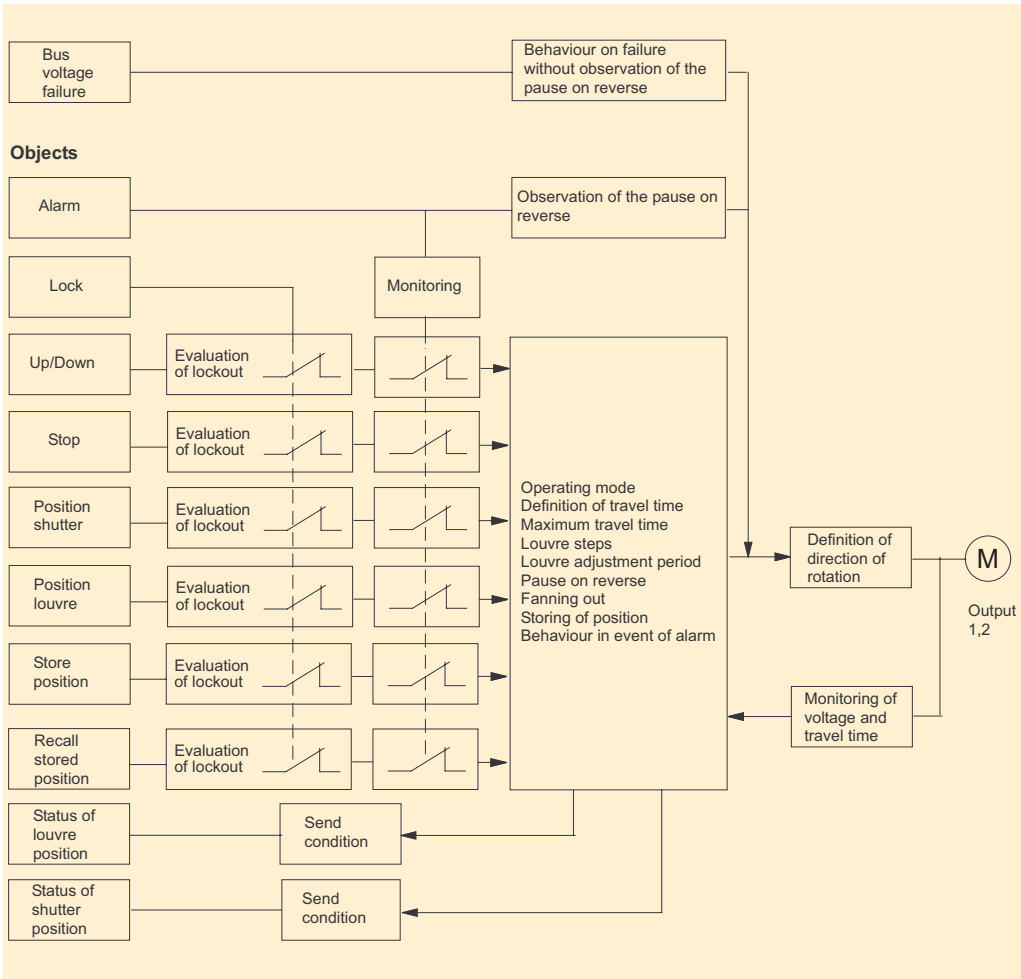 Bus
voltage
failure
Behaviour on failure
without observation of the
pause on reverse
Objects
Alarm
Observation of the pause on
reverse
Lock
Monitoring
Up/Down
Evaluation
of lockout
Stop
Evaluation
of lockout
Position
shutter
Evaluation
of lockout
Position
louvre
Evaluation
of lockout
Store
position
Evaluation
of lockout
Recall
stored
position
Evaluation
of lockout
Operating mode
Definition of travel time
Maximum travel time
Louvre steps
Louvre adjustment period
Pause on reverse
Fanning out
Storing of position
Behaviour in event of alarm
Definition of
direction of
rotation
M
Output
1,2
Monitoring of
voltage and
travel time
Status of
louvre
position
Send
condition
Status of
shutter
position
Send
condition